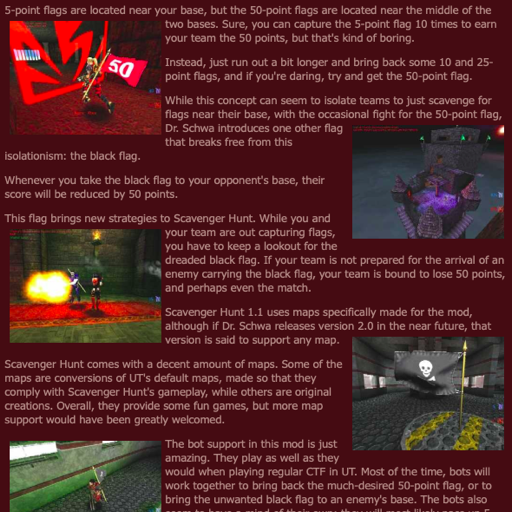 5-point flags are located near your base, but the 50-point flags are located near the middle of the
two bases. Sure, you can capture the 5-point flag 10 times to earn
your team the 50 points, but that's kind of boring.
50
Instead, just run out a bit longer and bring back some 10 and 25-
point flags, and if you're daring, try and get the 50-point flag.
While this concept can seem to isolate teams to just scavenge for
flags near their base, with the occasional fight for the 50-point flag,
Dr. Schwa introduces one other flag
that breaks free from this
isolationism: the black flag.
Whenever you take the black flag to your opponent's base, their
score will be reduced by 50 points.
This flag brings new strategies to Scavenger Hunt. While you and
your team are out capturing flags,
you have to keep a lookout for the
dreaded black flag. If your team is not prepared for the arrival of an
enemy carrying the black flag, your team is bound to lose 50 points,
and perhaps even the match.
Scavenger Hunt 1.1 uses maps specifically made for the mod,
although if Dr. Schwa releases version 2.0 in the near future, that
version is said to support any map.
Scavenger Hunt comes with a decent amount of maps. Some of the
maps are conversions of UT's default maps, made so that they
comply with Scavenger Hunt's gameplay, while others are original
creations. Overall, they provide some fun games, but more map
support would have been greatly welcomed.
The bot support in this mod is just
amazing. They play as well as they
would when playing regular CTF in UT. Most of the time, bots will
work together to bring back the much-desired 50-point flag, or to
bring the unwanted black flag to an enemy's base. The bots also